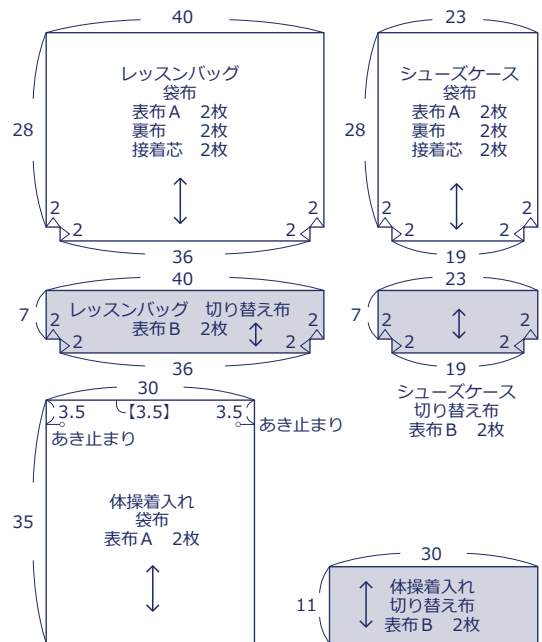 40
レッスンバッグ
袋布
表布A 2枚
裏布 2枚
接着芯 2枚
28
2
2
2
2
36
23
シューズケース
袋布
表布A 2枚
裏布 2枚
接着芯 2枚
28
2
2
2
2
19
40
レッスンバッグ 切り替え布
表布B 2枚
7
2
2
2
2
36
23
7
2
2
2
2
19
シューズケース
切り替え布
表布B 2枚
30
3.5
【3.5】
3.5
あき止まり
あき止まり
体操着入れ
袋布
表布A 2枚
35
30
体操着入れ
切り替え布
表布B 2枚
11